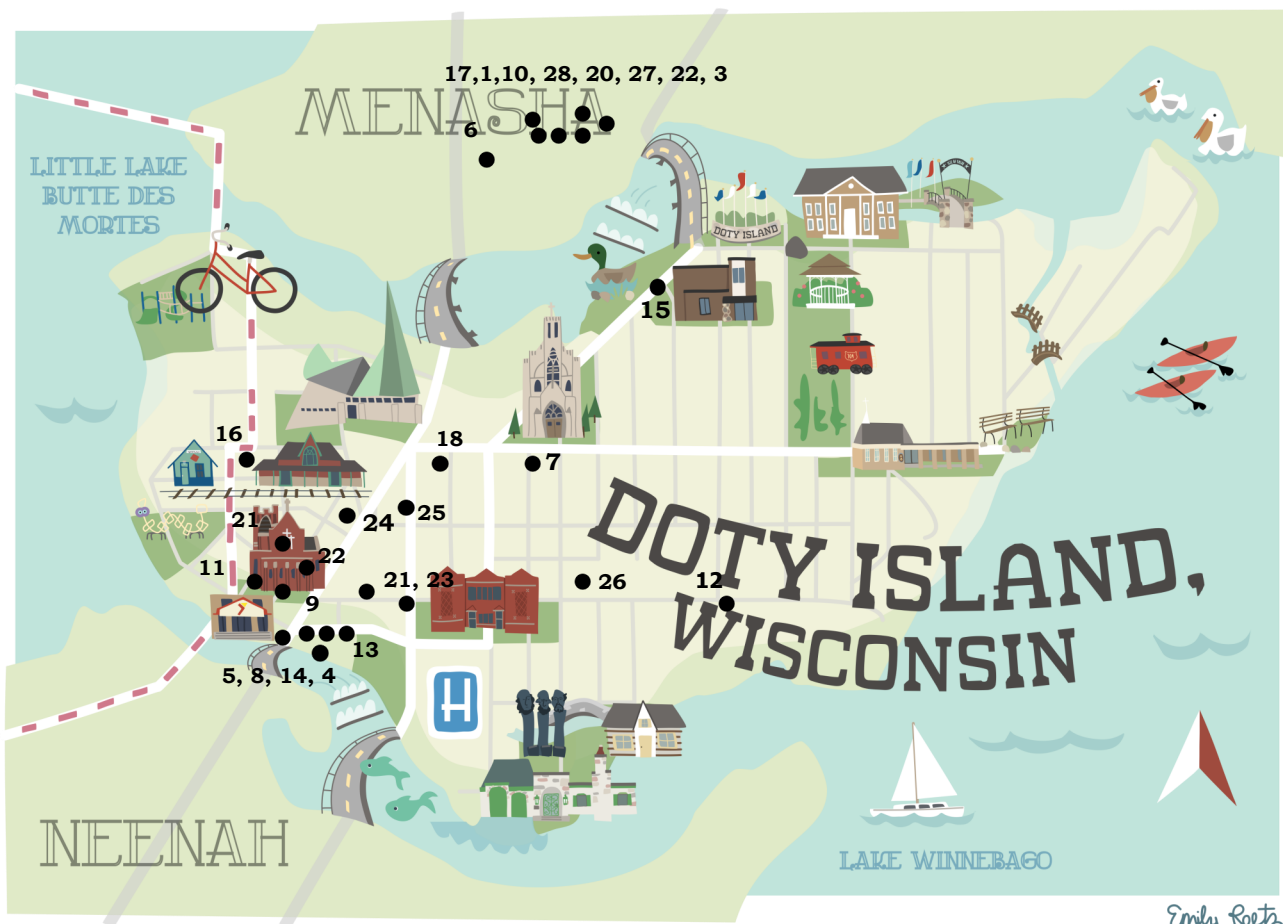 17,1,10, 28, 20, 27, 22, 3
MENASHA
6
LITTLE LAKE
BUTTE DES
MORTES
DOTY ISLAND
15
16
18
7
21
24
25
22
11
21, 23
26
12
9
13
5, 8, 14, 4
DOTY ISLAND,
WISCONSIN
H
NEENAH
LAKE WINNEBAGO
Emily Roetz